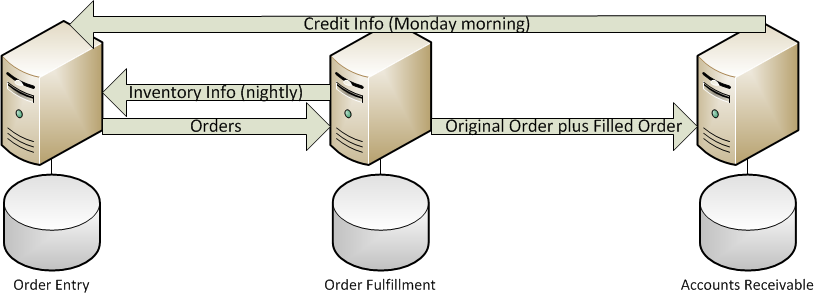 Credit Info (Monday morning)
Inventory Info (nightly)
Orders
Original Order plus Filled Order
Order Entry
Order Fulfillment
Accounts Receivable